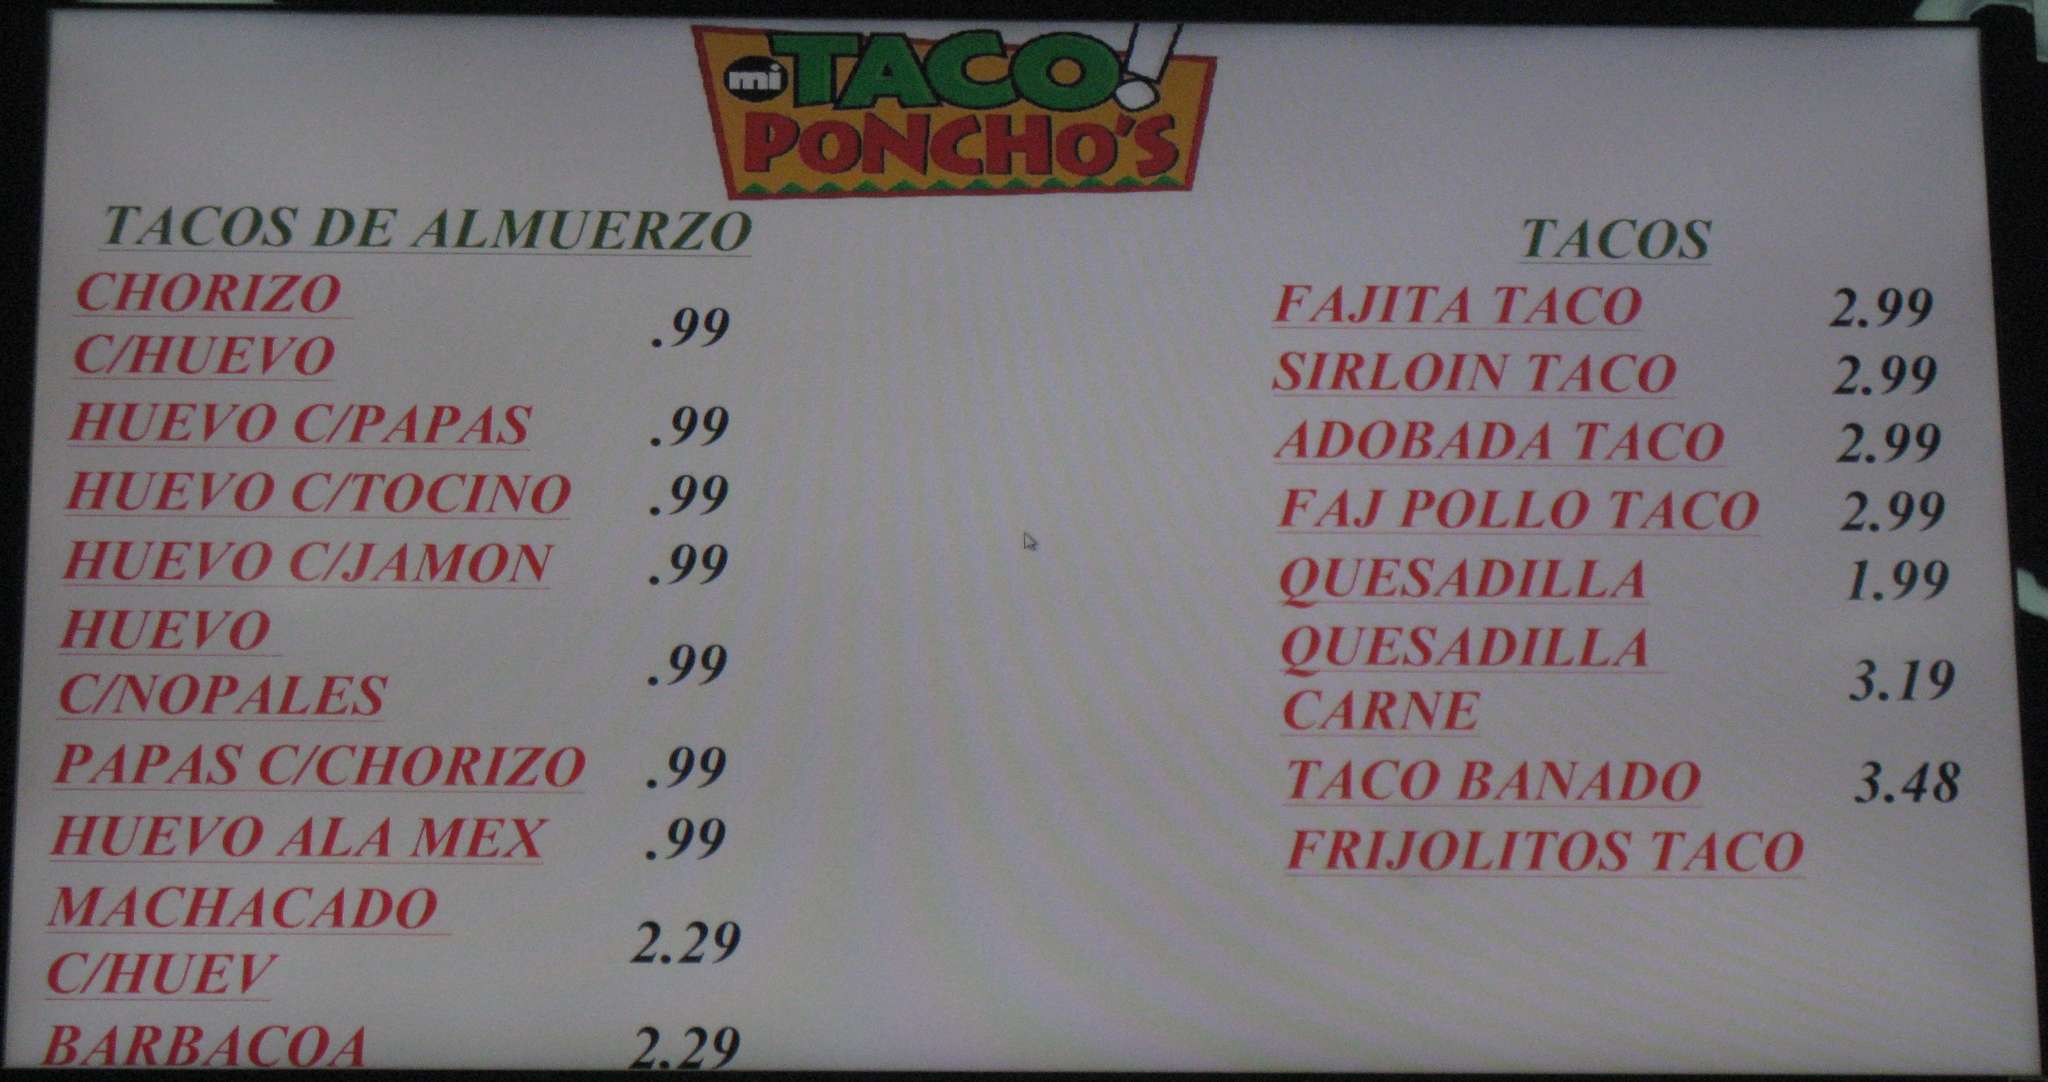 mi TACO!
PONCHO'S
TACOS DE ALMUERZO
CHORIZO
C/HUEVO .99
HUEVO C/PAPAS .99
HUEVO C/TOCINO .99
HUEVO C/JAMON .99
HUEVO
C/NOPALES .99
PAPAS C/CHORIZO .99
HUEVO ALA MEX .99
MACHACADO
C/HUEV 2.29
BARBACOA 2.29
TACOS
FAJITA TACO 2.99
SIRLOIN TACO 2.99
ADOBADA TACO 2.99
FAJ POLLO TACO 2.99
QUESADILLA 1.99
QUESADILLA
CARNE 3.19
TACO BANADO 3.48
FRIJOLITOS TACO